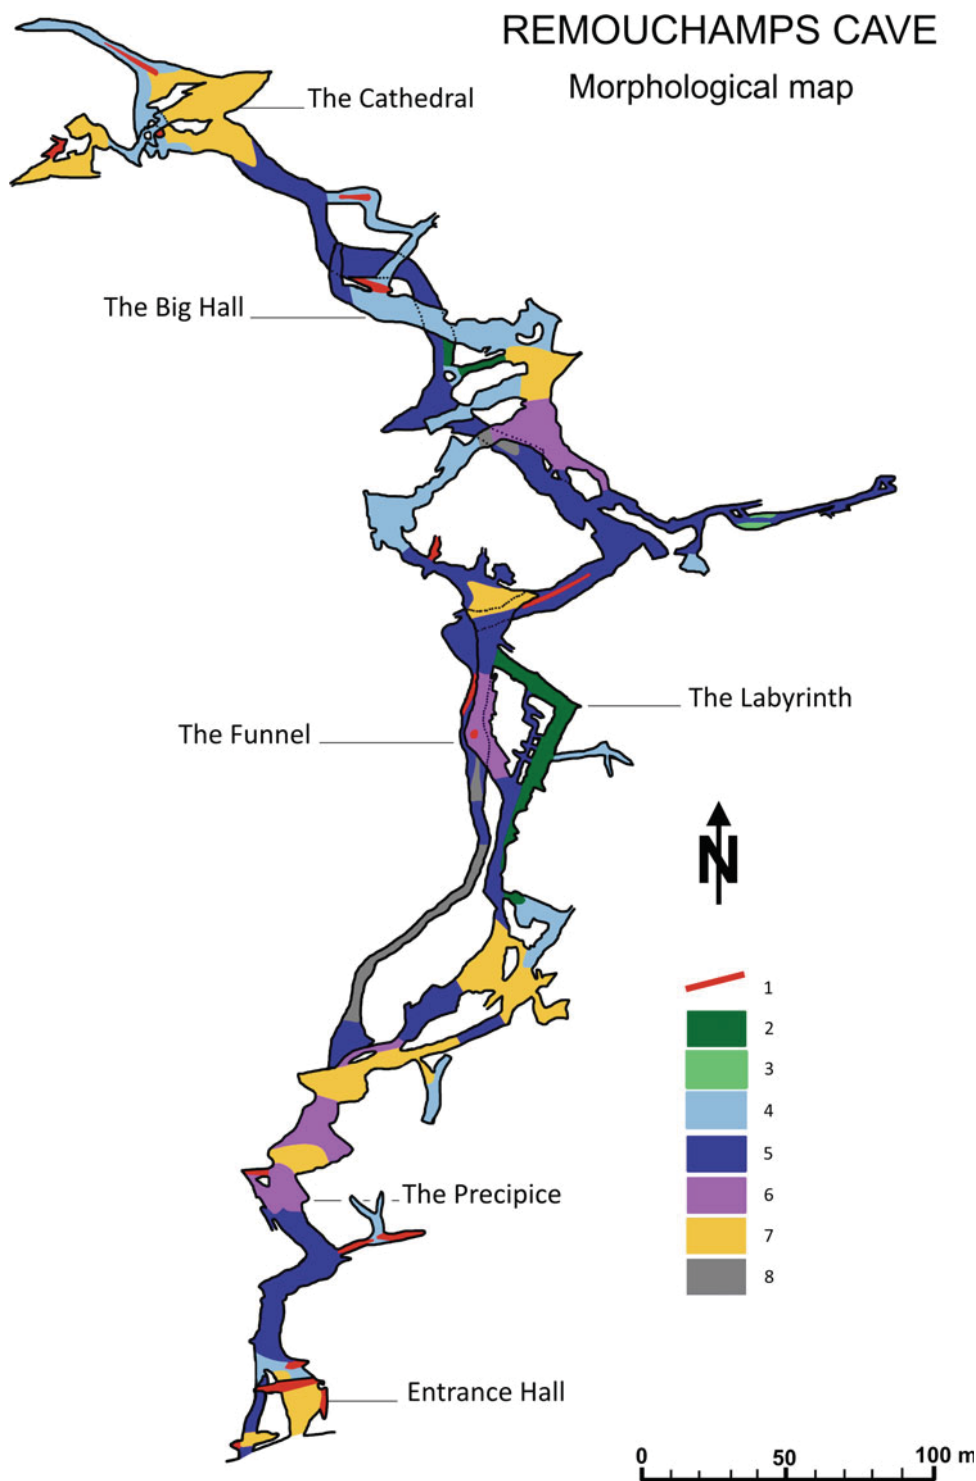 REMOUCHAMPS CAVE
Morphological map
The Cathedral
The Big Hall
The Labyrinth
The Funnel
N
1
2
3
4
5
6
7
8
The Precipice
Entrance Hall
0 50 100 m